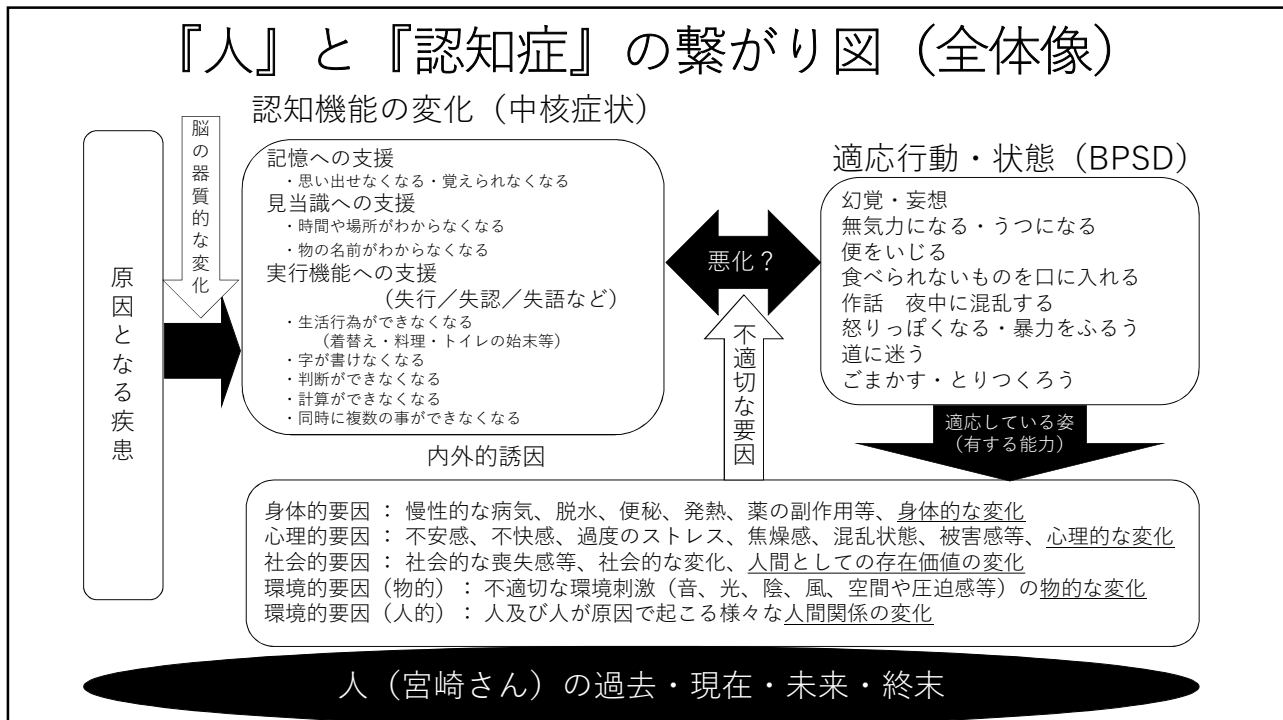 『人』と『認知症』の繋がり図（全体像）
原因となる疾患
脳の器質的な変化
認知機能の変化（中核症状）
記憶への支援
・思い出せなくなる・覚えられなくなる
見当識への支援
・時間や場所がわからなくなる
・物の名前がわからなくなる
実行機能への支援
（失行／失認／失語など）
・生活行為ができなくなる
（着替え・料理・トイレの始末等）
・字が書けなくなる
・判断ができなくなる
・計算ができなくなる
・同時に複数の事ができなくなる
悪化？
不適切な要因
適応行動・状態（BPSD）
幻覚・妄想
無気力になる・うつになる
便をいじる
食べられないものを口に入れる
作話　夜中に混乱する
怒りっぽくなる・暴力をふるう
道に迷う
ごまかす・とりつくろう
適応している姿
（有する能力）
内外的誘因
身体的要因 ： 慢性的な病気、脱水、便秘、発熱、薬の副作用等、身体的な変化
心理的要因 ： 不安感、不快感、過度のストレス、焦燥感、混乱状態、被害感等、心理的な変化
社会的要因 ： 社会的な喪失感等、社会的な変化、人間としての存在価値の変化
環境的要因（物的） ： 不適切な環境刺激（音、光、陰、風、空間や圧迫感等）の物的な変化
環境的要因（人的） ： 人及び人が原因で起こる様々な人間関係の変化
人（宮崎さん）の過去・現在・未来・終末